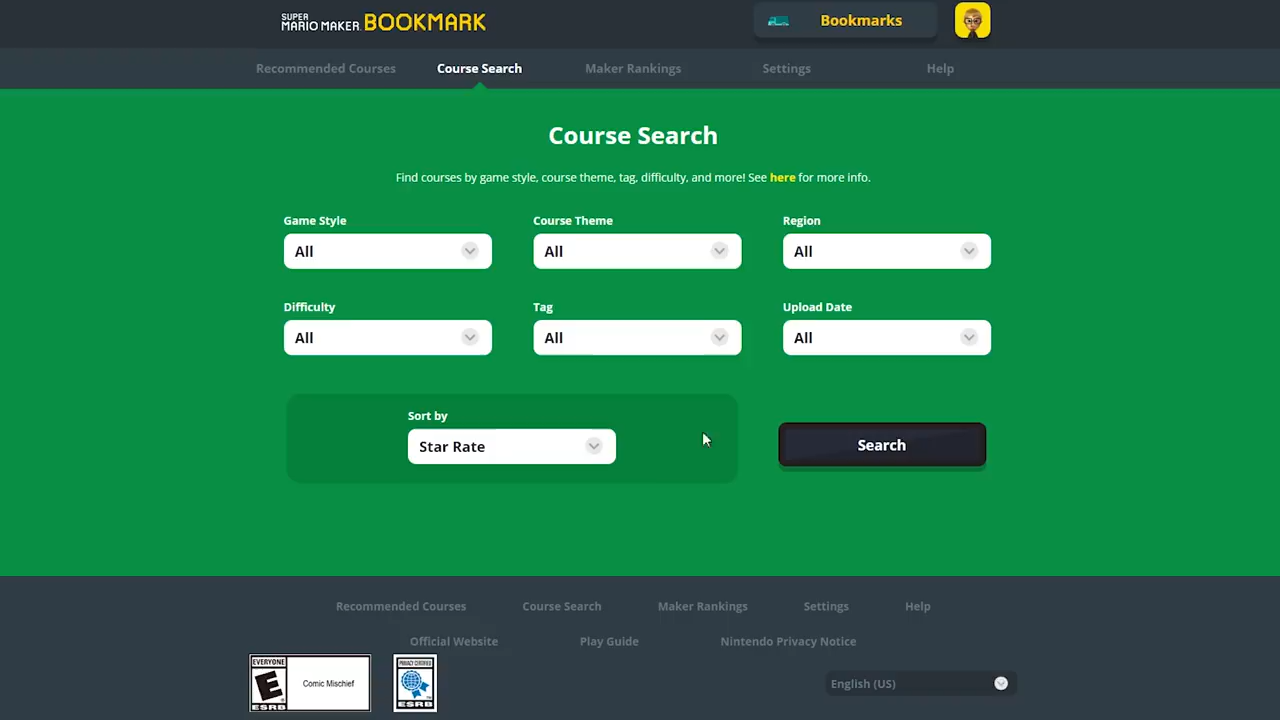 SUPER
MARIO MAKER BOOKMARK
Bookmarks
Recommended Courses Course Search Maker Rankings Settings Help
Course Search
Find courses by game style, course theme, tag, difficulty, and more! See here for more info.
Game Style Course Theme Region
All All All
Difficulty Tag Upload Date
All All All
Sort by
Star Rate
Search
Recommended Courses Course Search Maker Rankings Settings Help
Official Website Play Guide Nintendo Privacy Notice
EVERYONE
E
ESRB
Comic Mischief
PRIVACY CERTIFIED
ESRB
English (US)